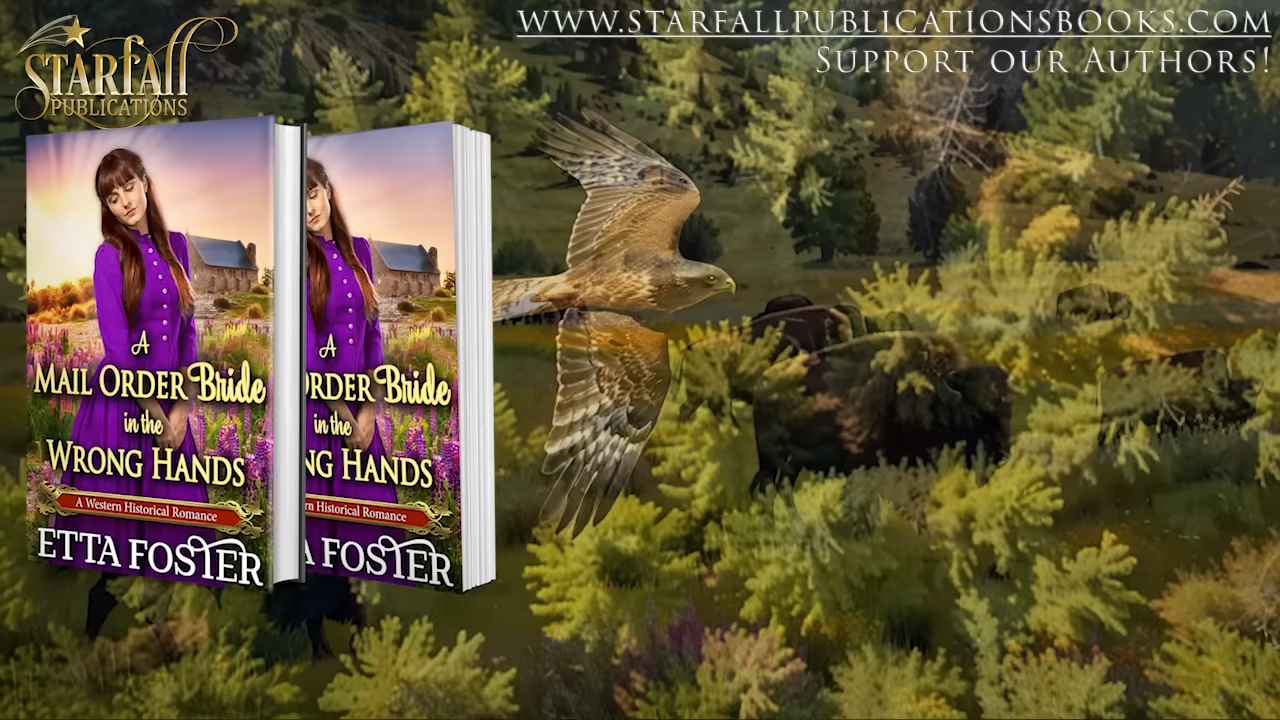 STARfall
PUBLICATIONS
WWW.STARFALLPUBLICATIONSBOOKS.COM
SUPPORT OUR AUTHORS!
A
MAIL ORDER Bride
in the
WRONG HANDS
A Western Historical Romance
ETTA FOSTER
A
ORDER Bride
in the
NG HANDS
rn Historical Romance
A FOSTER